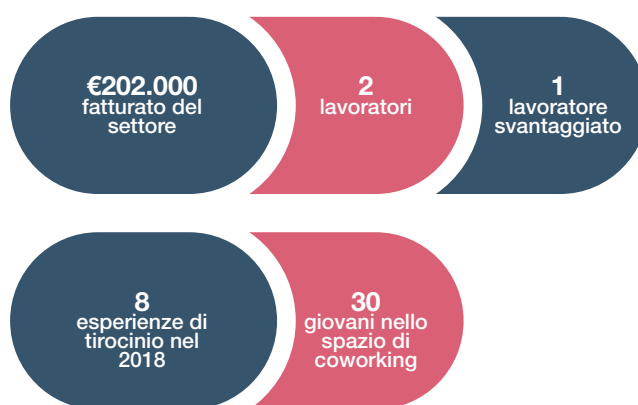 €202.000
fatturato del
settore
2
lavoratori
1
lavoratore
svantaggiato
8
esperienze di
tirocinio nel
2018
30
giovani nello
spazio di
coworking